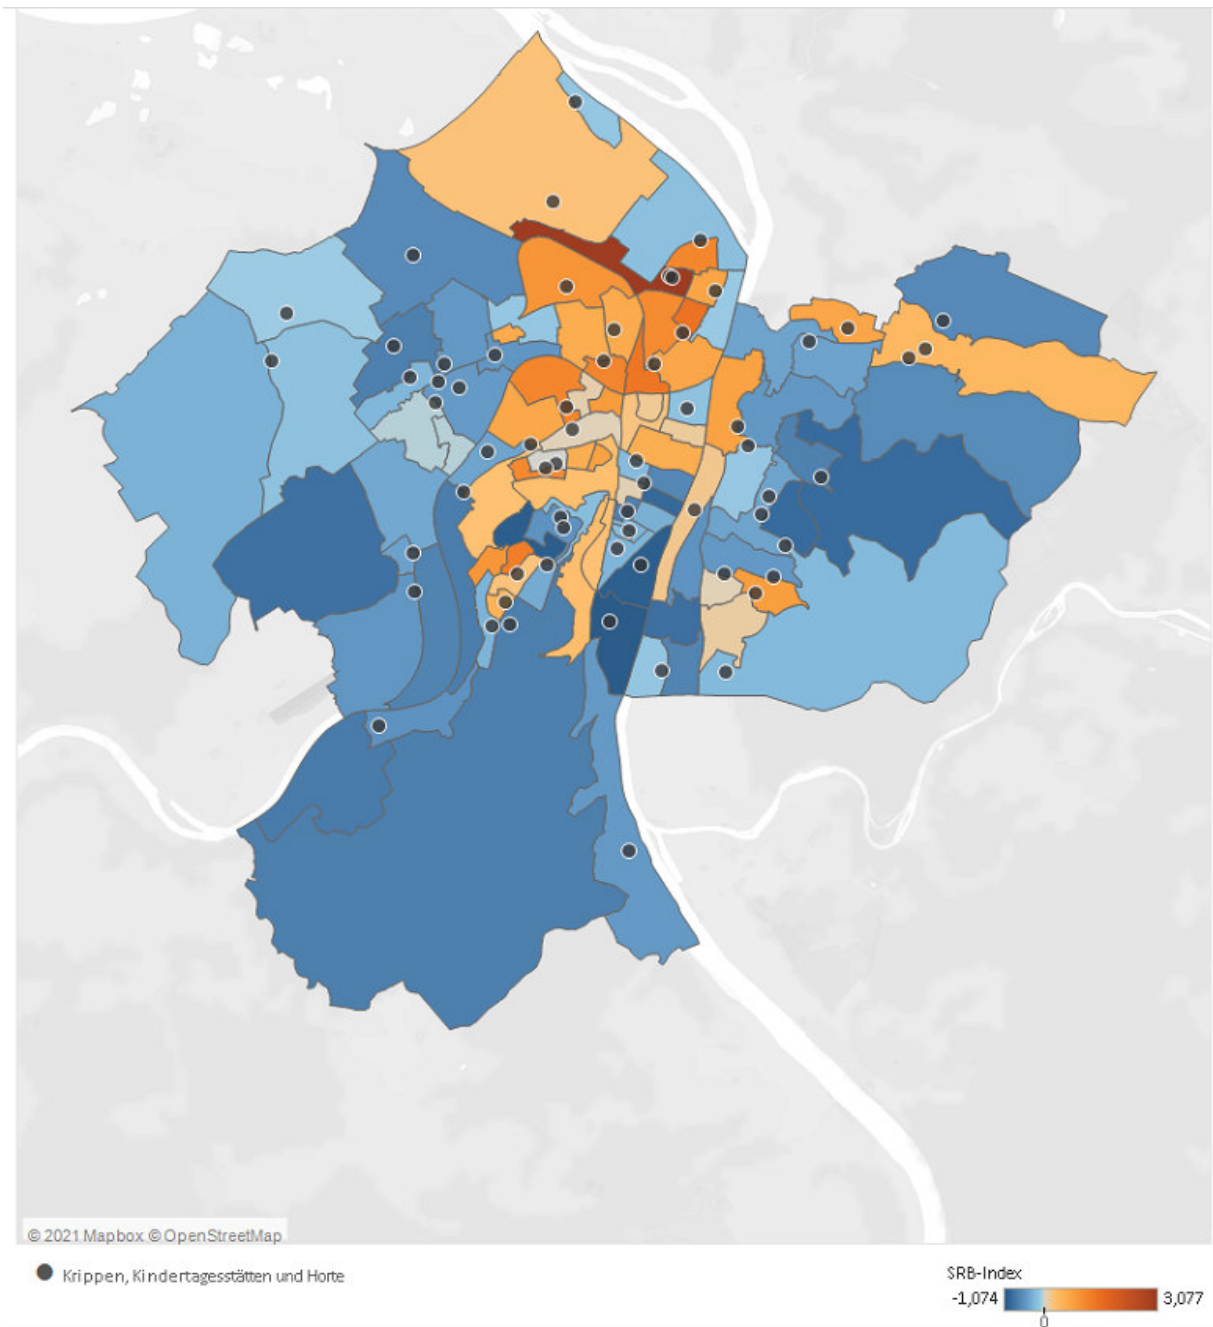 © 2021 Mapbox © OpenStreetMap
Krippen, Kindertagesstätten und Horte
SRB-Index
-1,074 3,077
0